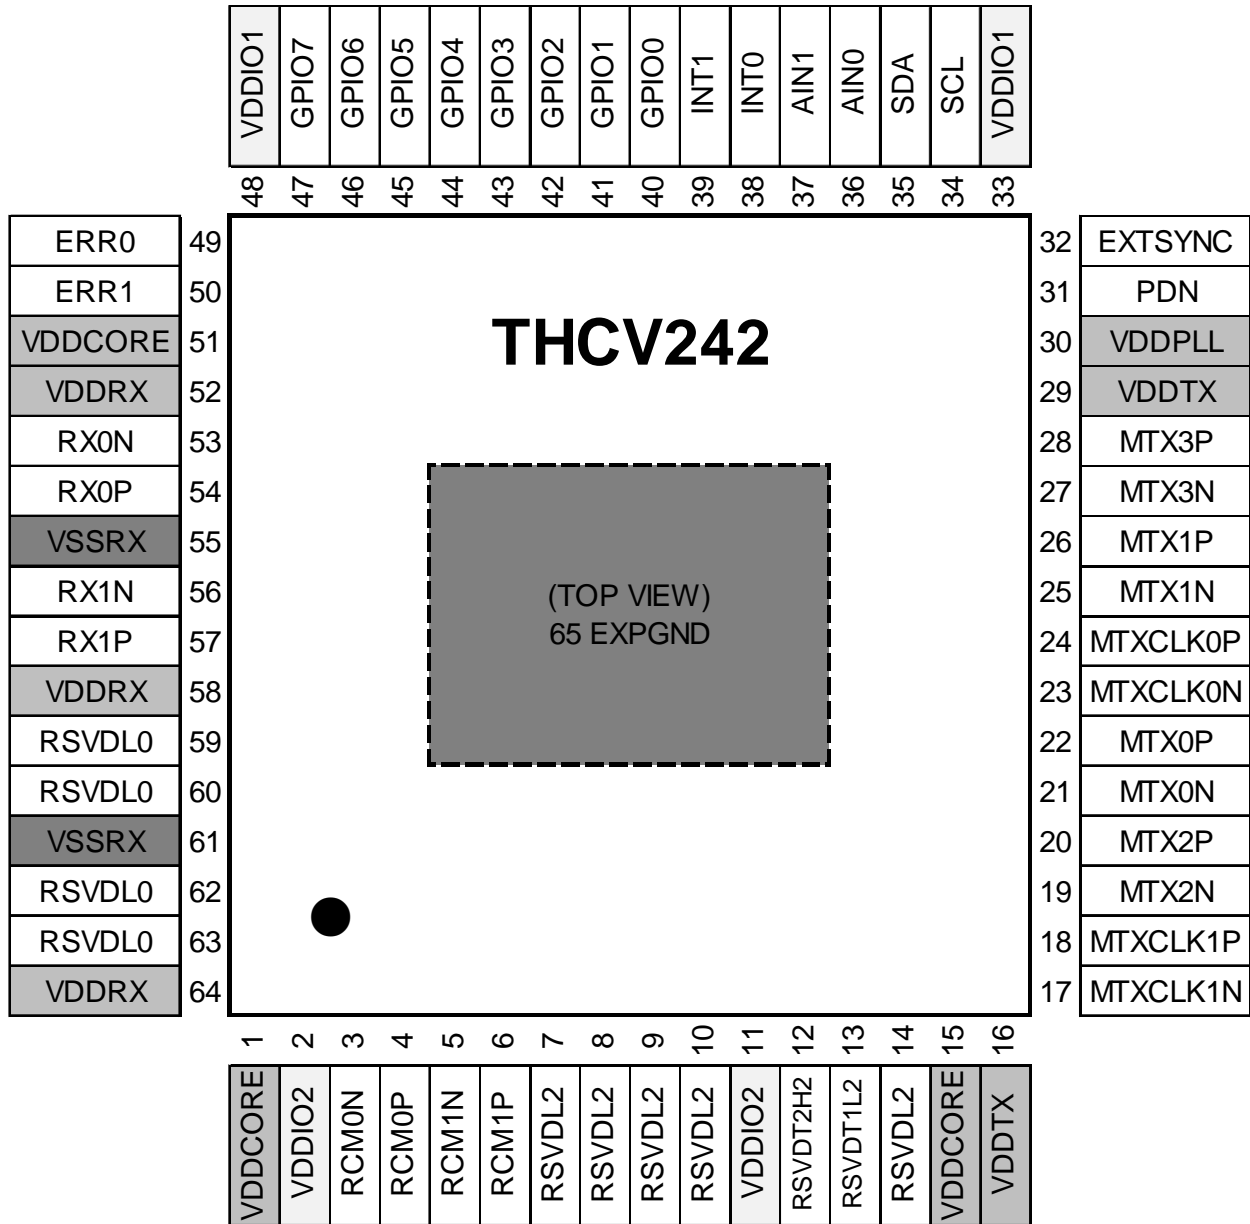 VDDIO1
GPIO7
GPIO6
GPIO5
GPIO4
GPIO3
GPIO2
GPIO1
GPIO0
INT1
INT0
AIN1
AIN0
SDA
SCL
VDDIO1
48
47
46
45
44
43
42
41
40
39
38
37
36
35
34
33
ERR0 49
ERR1 50
VDDCORE 51
VDDRX 52
RX0N 53
RX0P 54
VSSRX 55
RX1N 56
RX1P 57
VDDRX 58
RSVDL0 59
RSVDL0 60
VSSRX 61
RSVDL0 62
RSVDL0 63
VDDRX 64
THCV242
(TOP VIEW)
65 EXPGND
32 EXTSYNC
31 PDN
30 VDDPLL
29 VDDTX
28 MTX3P
27 MTX3N
26 MTX1P
25 MTX1N
24 MTXCLK0P
23 MTXCLK0N
22 MTX0P
21 MTX0N
20 MTX2P
19 MTX2N
18 MTXCLK1P
17 MTXCLK1N
1
2
3
4
5
6
7
8
9
10
11
12
13
14
15
16
VDDCORE
VDDIO2
RCM0N
RCM0P
RCM1N
RCM1P
RSVDL2
RSVDL2
RSVDL2
RSVDL2
VDDIO2
RSVDT2H2
RSVDT1L2
RSVDL2
VDDCORE
VDDTX